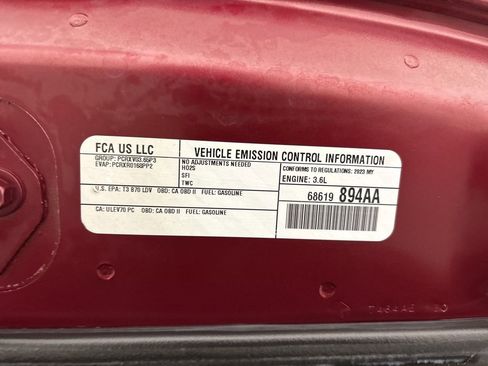 FCA US LLC
VEHICLE EMISSION CONTROL INFORMATION
GROUP: PCRXV03.65P3
EVAP: PCRXR0168PP2
NO ADJUSTMENTS NEEDED
HO2S
SFI
TWC
CONFORMS TO REGULATIONS: 2023 MY
ENGINE: 3.6L
U.S. EPA: T3 B70 LDV OBD: CA OBD II FUEL: GASOLINE
68619 894AA
CA: ULEV70 PC OBD: CA OBD II FUEL: GASOLINE